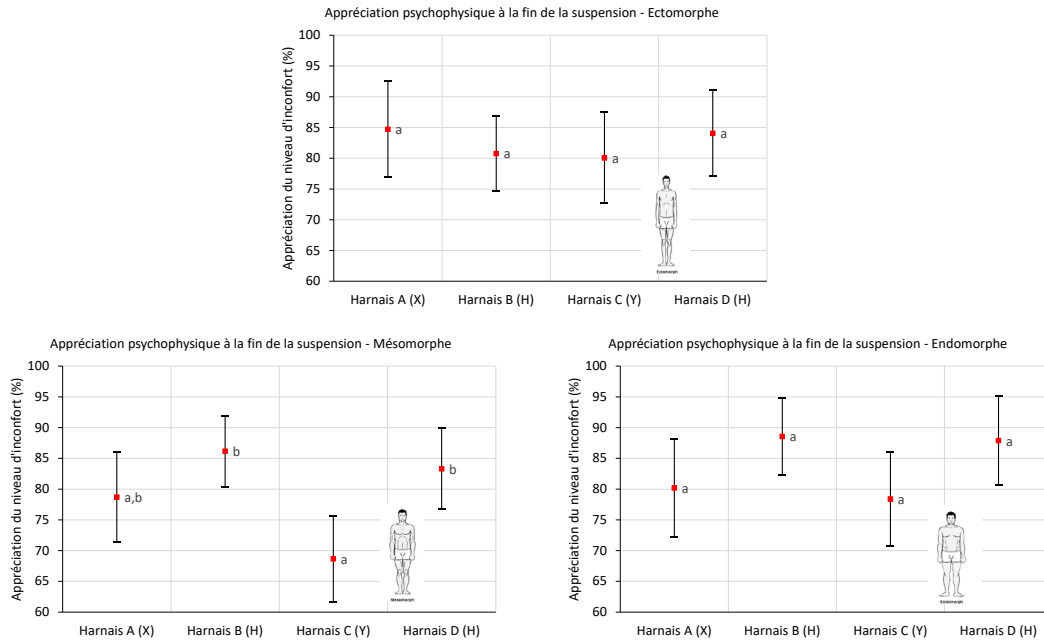 Appréciation psychophysique à la fin de la suspension - Ectomorphe
Appréciation du niveau d'inconfort (%)
100
95
90
85
80
75
70
65
60
a
a
a
a
Ectomorph
Harnais A (X)
Harnais B (H)
Harnais C (Y)
Harnais D (H)
Appréciation psychophysique à la fin de la suspension - Mésomorphe
Appréciation du niveau d'inconfort (%)
100
95
90
85
80
75
70
65
60
a,b
b
a
b
Mesomorph
Harnais A (X)
Harnais B (H)
Harnais C (Y)
Harnais D (H)
Appréciation psychophysique à la fin de la suspension - Endomorphe
Appréciation du niveau d'inconfort (%)
100
95
90
85
80
75
70
65
60
a
a
a
a
Endomorph
Harnais A (X)
Harnais B (H)
Harnais C (Y)
Harnais D (H)